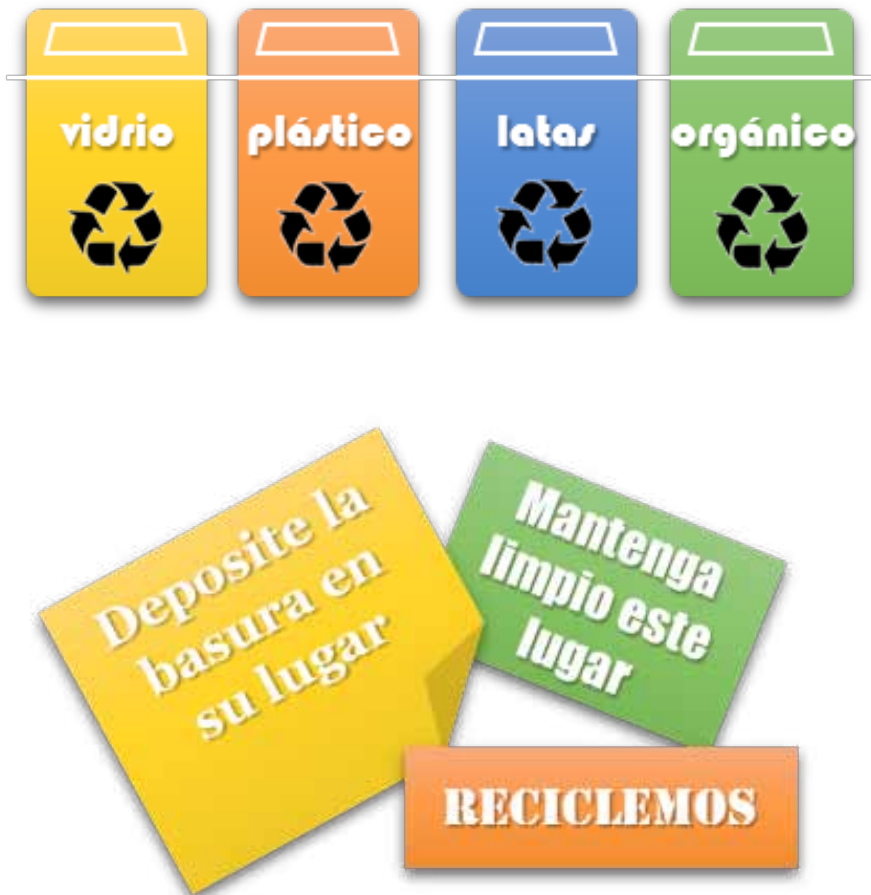 vidrio
plástico
latas
orgánico
Deposite la
basura en
su lugar
Mantenga
limpio este
lugar
RECICLEMOS